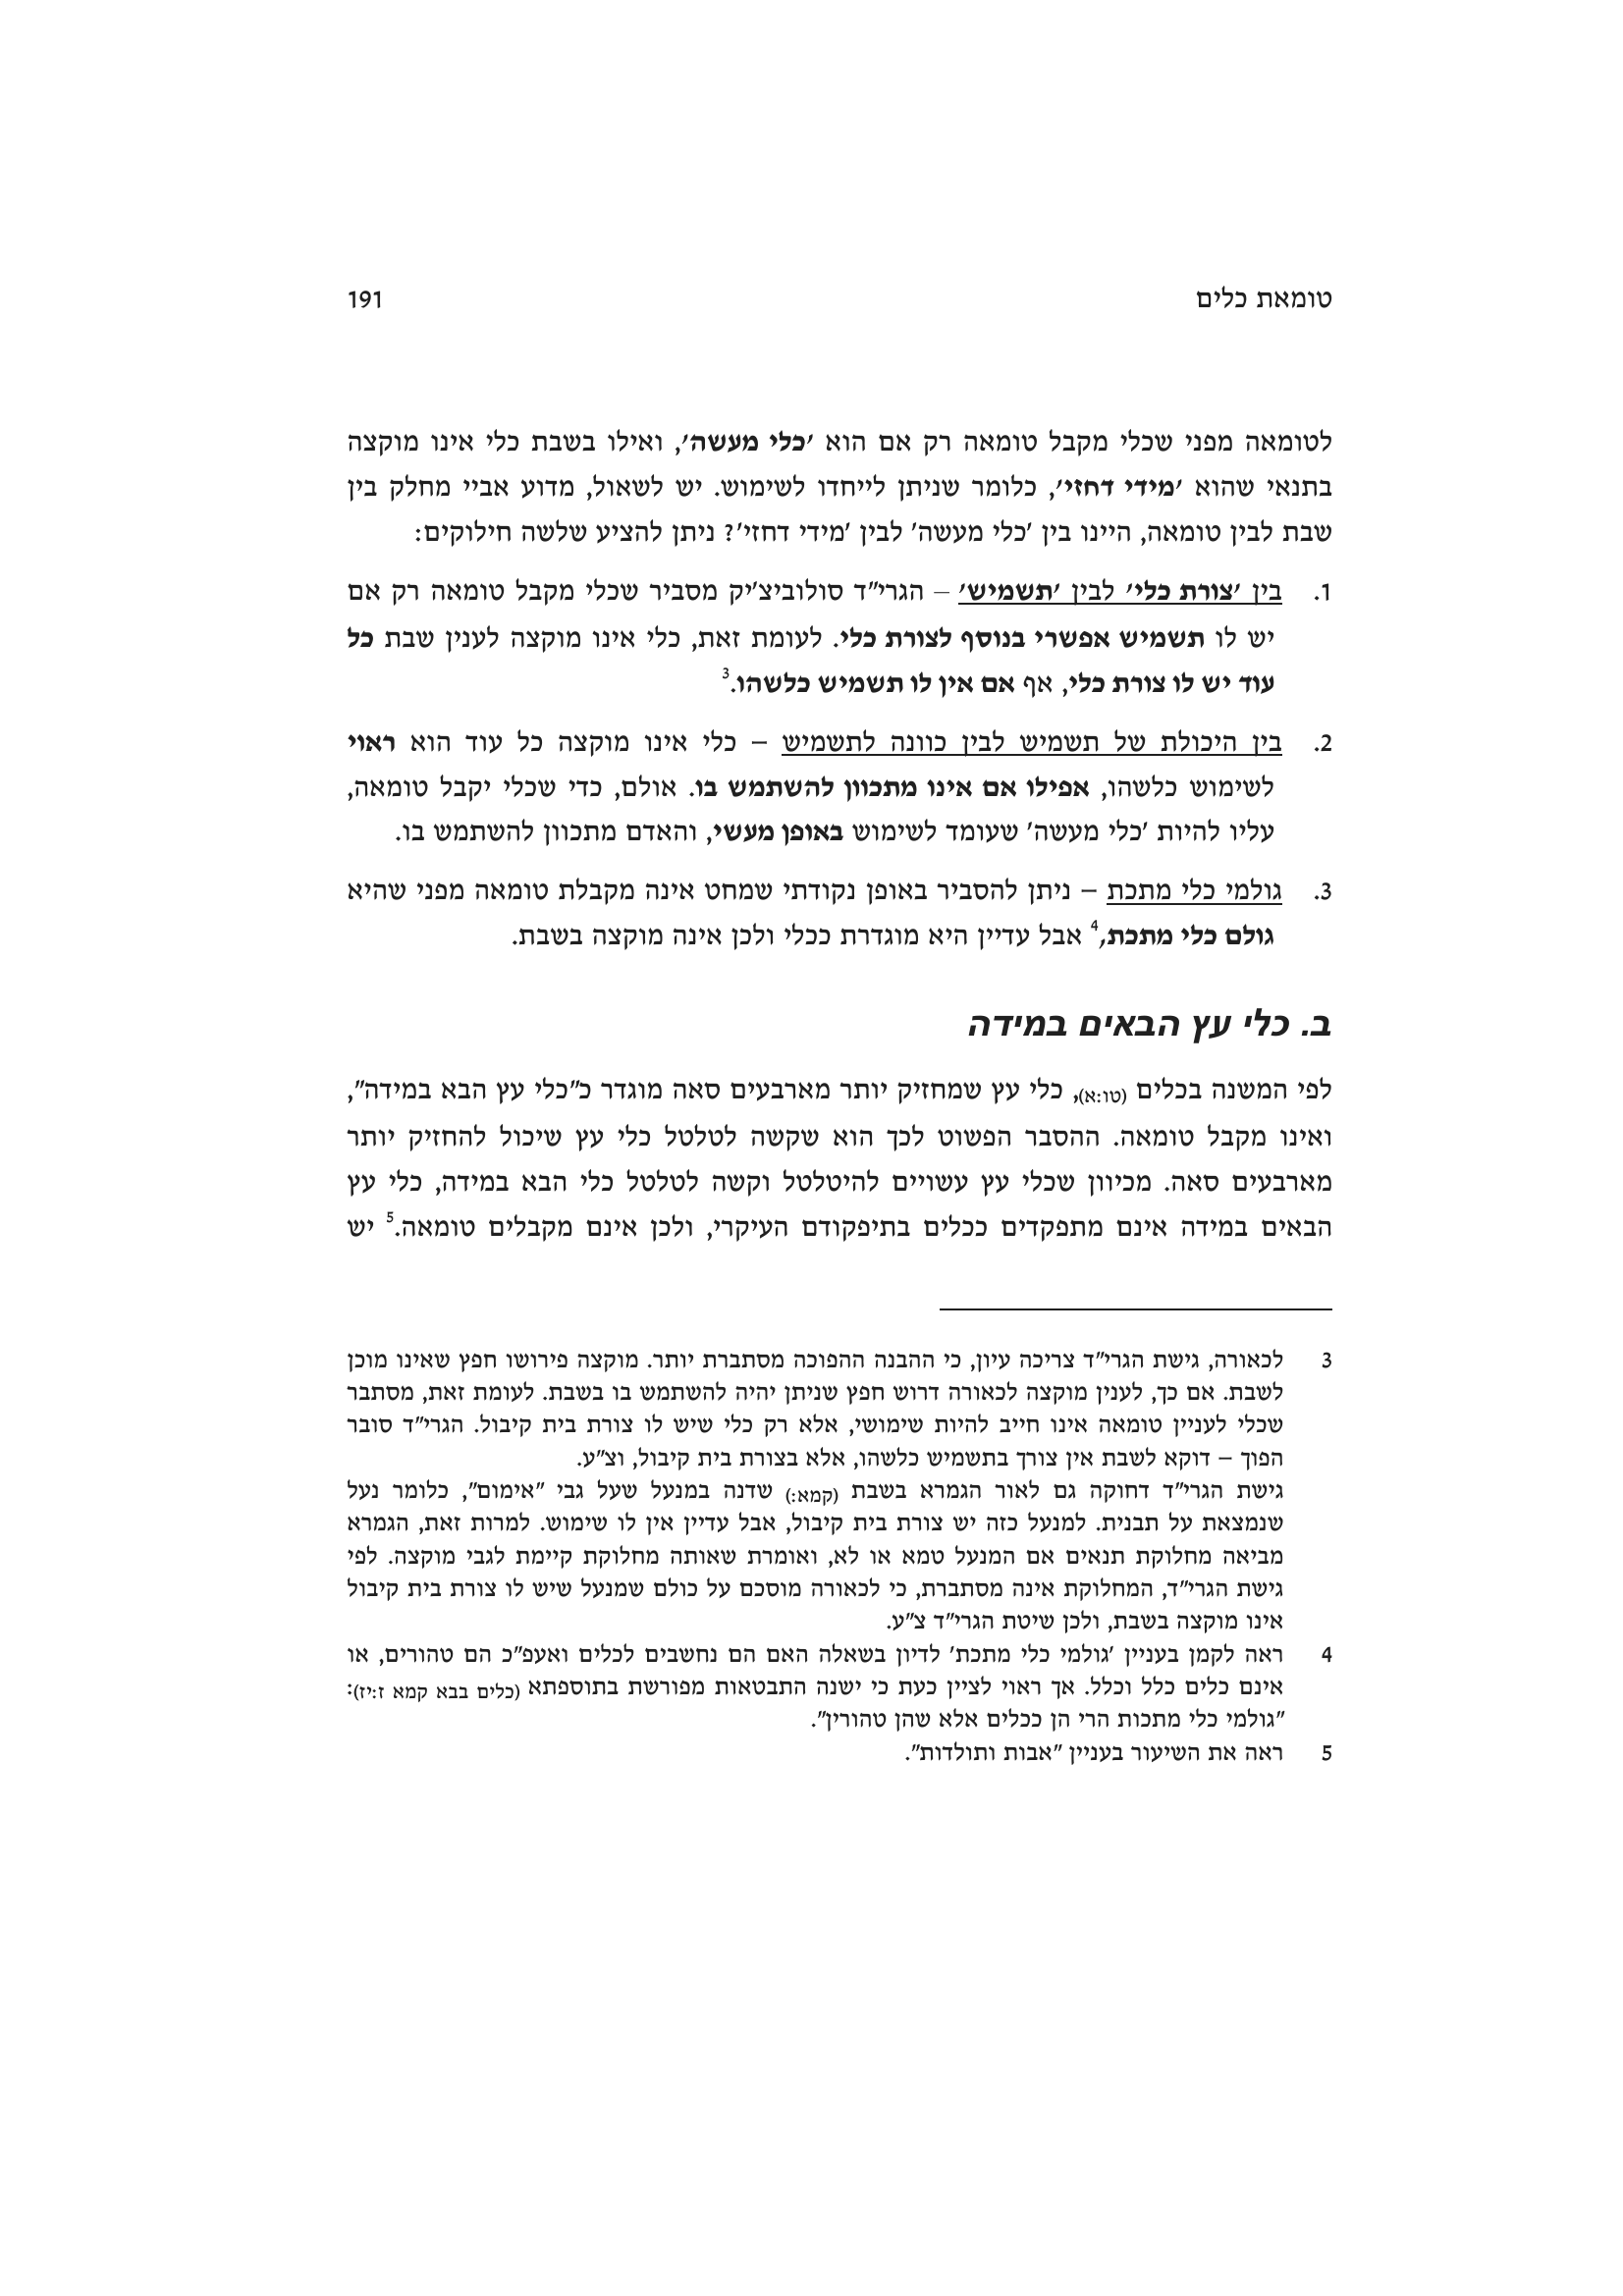 טומאת כלים 191
לטומאה מפני שכלי מקבל טומאה רק אם הוא 'כלי מעשה', ואילו בשבת כלי אינו מוקצה
בתנאי שהוא 'מידי דחזי', כלומר שניתן לייחדו לשימוש. יש לשאול, מדוע אביי מחלק בין
שבת לבין טומאה, היינו בין 'כלי מעשה' לבין 'מידי דחזי'? ניתן להציע שלשה חילוקים:
1. בין 'צורת כלי' לבין 'תשמיש' – הגרי"ד סולוביצ'יק מסביר שכלי מקבל טומאה רק אם
יש לו תשמיש אפשרי בנוסף לצורת כלי. לעומת זאת, כלי אינו מוקצה לענין שבת כל
עוד יש לו צורת כלי, אף אם אין לו תשמיש כלשהו.3
2. בין היכולת של תשמיש לבין כוונה לתשמיש – כלי אינו מוקצה כל עוד הוא ראוי
לשימוש כלשהו, אפילו אם אינו מתכוון להשתמש בו. אולם, כדי שכלי יקבל טומאה,
עליו להיות 'כלי מעשה' שעומד לשימוש באופן מעשי, והאדם מתכוון להשתמש בו.
3. גולמי כלי מתכת – ניתן להסביר באופן נקודתי שמחט אינה מקבלת טומאה מפני שהיא
גולם כלי מתכת,4 אבל עדיין היא מוגדרת ככלי ולכן אינה מוקצה בשבת.
ב. כלי עץ הבאים במידה
לפי המשנה בכלים (טו:א), כלי עץ שמחזיק יותר מארבעים סאה מוגדר כ"כלי עץ הבא במידה",
ואינו מקבל טומאה. ההסבר הפשוט לכך הוא שקשה לטלטל כלי עץ שיכול להחזיק יותר
מארבעים סאה. מכיוון שכלי עץ עשויים להיטלטל וקשה לטלטל כלי הבא במידה, כלי עץ
הבאים במידה אינם מתפקדים ככלים בתיפקודם העיקרי, ולכן אינם מקבלים טומאה.5 יש
3 לכאורה, גישת הגרי"ד צריכה עיון, כי ההבנה ההפוכה מסתברת יותר. מוקצה פירושו חפץ שאינו מוכן
לשבת. אם כך, לענין מוקצה לכאורה דרוש חפץ שניתן יהיה להשתמש בו בשבת. לעומת זאת, מסתבר
שכלי לעניין טומאה אינו חייב להיות שימושי, אלא רק כלי שיש לו צורת בית קיבול. הגרי"ד סובר
הפוך – דוקא לשבת אין צורך בתשמיש כלשהו, אלא בצורת בית קיבול, וצ"ע.
גישת הגרי"ד דחוקה גם לאור הגמרא בשבת (קמא:) שדנה במנעל שעל גבי "אימום", כלומר נעל
שנמצאת על תבנית. למנעל כזה יש צורת בית קיבול, אבל עדיין אין לו שימוש. למרות זאת, הגמרא
מביאה מחלוקת תנאים אם המנעל טמא או לא, ואומרת שאותה מחלוקת קיימת לגבי מוקצה. לפי
גישת הגרי"ד, המחלוקת אינה מסתברת, כי לכאורה מוסכם על כולם שמנעל שיש לו צורת בית קיבול
אינו מוקצה בשבת, ולכן שיטת הגרי"ד צ"ע.
4 ראה לקמן בעניין 'גולמי כלי מתכת' לדיון בשאלה האם הם נחשבים לכלים ואעפ"כ הם טהורים, או
אינם כלים כלל וכלל. אך ראוי לציין כעת כי ישנה התבטאות מפורשת בתוספתא (כלים בבא קמא ז:יז):
"גולמי כלי מתכות הרי הן ככלים אלא שהן טהורין".
5 ראה את השיעור בעניין "אבות ותולדות".